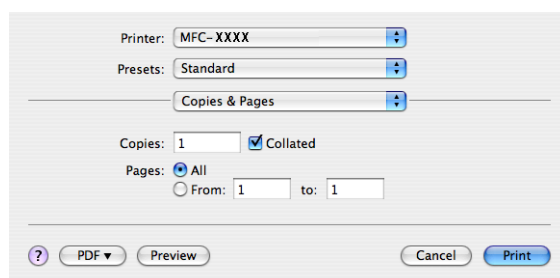 Printer: MFC-XXXX
Presets: Standard
Copies & Pages
Copies: 1 Collated
Pages: All
From: 1 to: 1
? PDF ▼ Preview Cancel Print